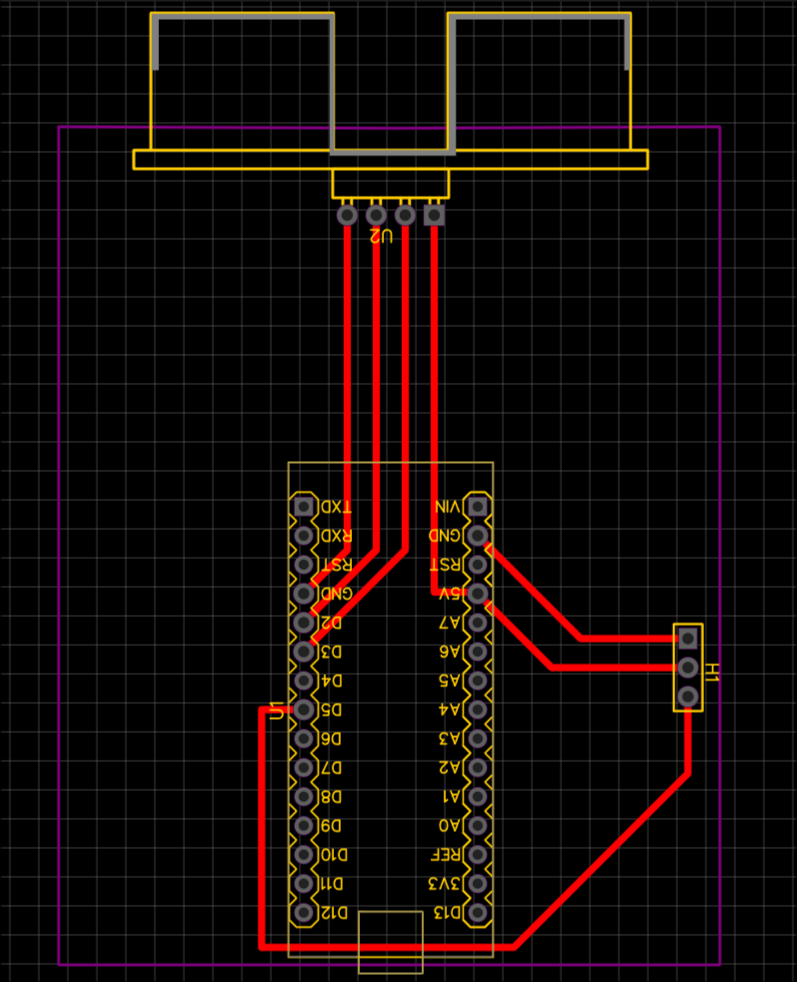 U2
TXD
RXD
RST
GND
D2
D3
D4
D5
D6
D7
D8
D9
D10
D11
D12
U1
VIN
GND
RST
5V
A7
A6
A5
A4
A3
A2
A1
A0
REF
3V3
D13
H1